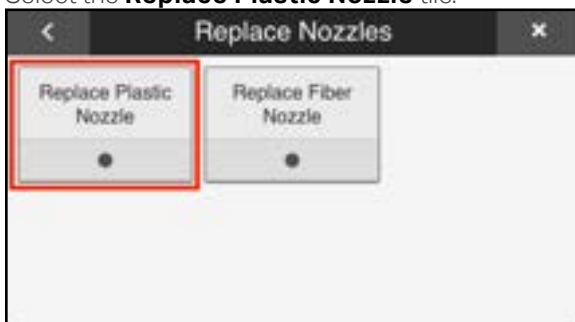 Select the Replace Plastic Nozzle tile.
Replace Nozzles
Replace Plastic
Nozzle
Replace Fiber
Nozzle